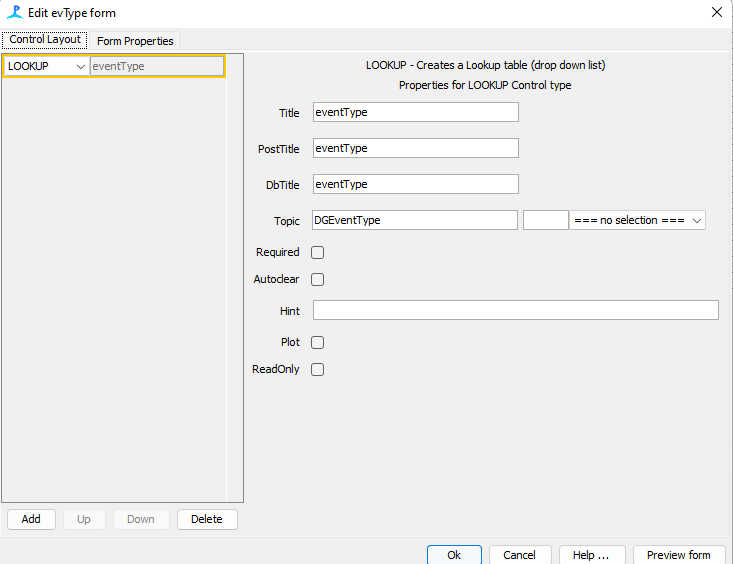 Edit evType form
Control Layout Form Properties
LOOKUP eventType
LOOKUP - Creates a Lookup table (drop down list)
Properties for LOOKUP Control type
Title eventType
PostTitle eventType
DbTitle eventType
Topic DGEventType === no selection ===
Required
Autoclear
Hint
Plot
ReadOnly
Add Up Down Delete
Ok Cancel Help ... Preview form